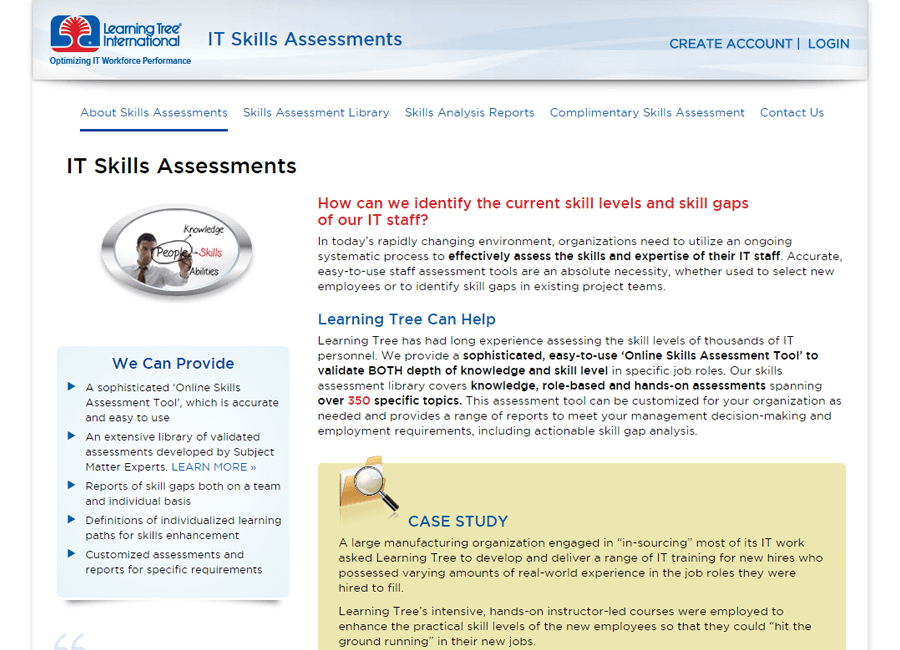 Learning Tree®
International
Optimizing IT Workforce Performance
IT Skills Assessments
CREATE ACCOUNT | LOGIN
About Skills Assessments Skills Assessment Library Skills Analysis Reports Complimentary Skills Assessment Contact Us
IT Skills Assessments
Knowledge
People
Skills
Abilities
We Can Provide
A sophisticated ‘Online Skills
Assessment Tool’, which is accurate
and easy to use
An extensive library of validated
assessments developed by Subject
Matter Experts. LEARN MORE »
Reports of skill gaps both on a team
and individual basis
Definitions of individualized learning
paths for skills enhancement
Customized assessments and
reports for specific requirements
“
How can we identify the current skill levels and skill gaps
of our IT staff?
In today’s rapidly changing environment, organizations need to utilize an ongoing
systematic process to effectively assess the skills and expertise of their IT staff. Accurate,
easy-to-use staff assessment tools are an absolute necessity, whether used to select new
employees or to identify skill gaps in existing project teams.
Learning Tree Can Help
Learning Tree has had long experience assessing the skill levels of thousands of IT
personnel. We provide a sophisticated, easy-to-use ‘Online Skills Assessment Tool’ to
validate BOTH depth of knowledge and skill level in specific job roles. Our skills
assessment library covers knowledge, role-based and hands-on assessments spanning
over 350 specific topics. This assessment tool can be customized for your organization as
needed and provides a range of reports to meet your management decision-making and
employment requirements, including actionable skill gap analysis.
CASE STUDY
A large manufacturing organization engaged in “in-sourcing” most of its IT work
asked Learning Tree to develop and deliver a range of IT training for new hires who
possessed varying amounts of real-world experience in the job roles they were
hired to fill.
Learning Tree’s intensive, hands-on instructor-led courses were employed to
enhance the practical skill levels of the new employees so that they could “hit the
ground running” in their new jobs.